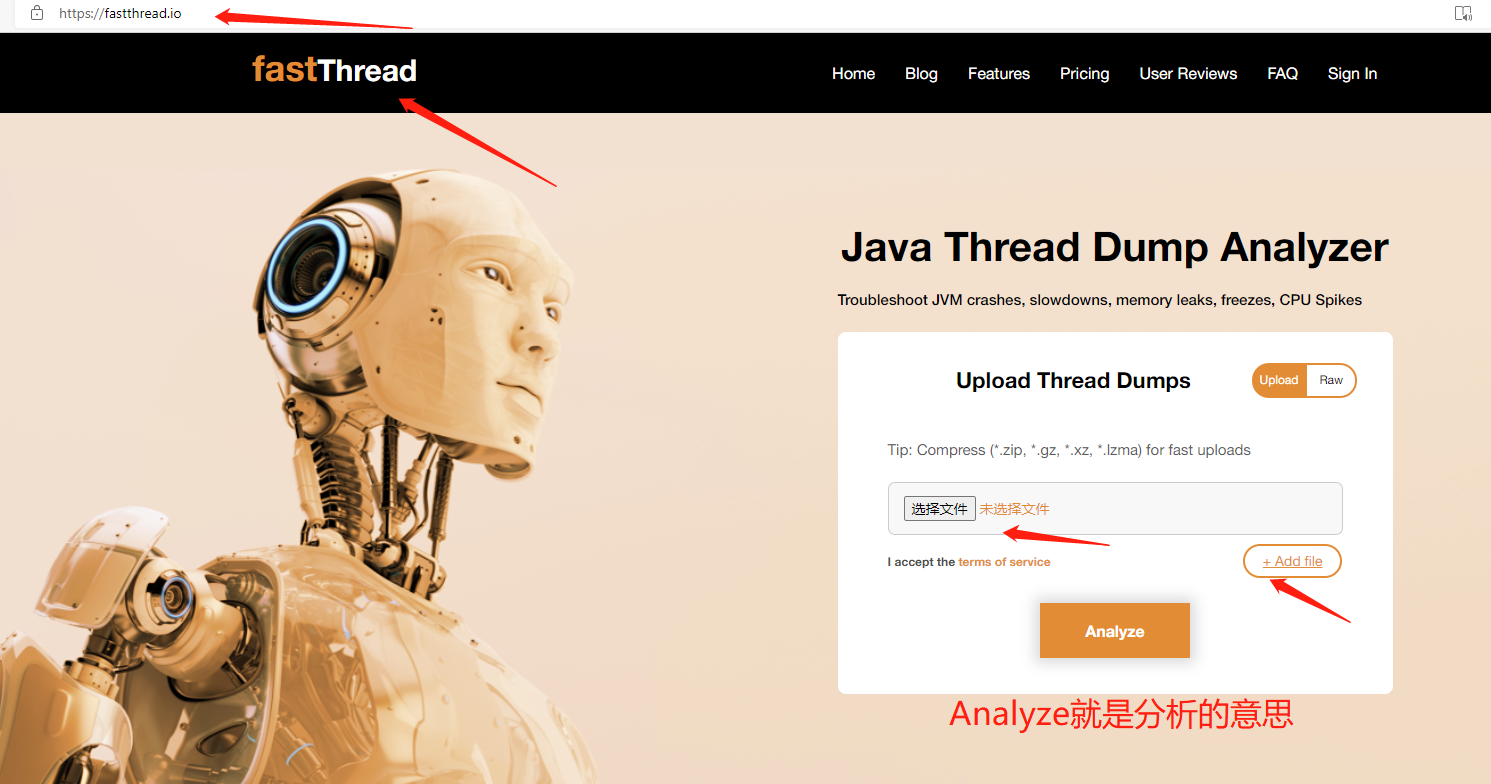 https://fastthread.io
fastThread
Home Blog Features Pricing User Reviews FAQ Sign In
Java Thread Dump Analyzer
Troubleshoot JVM crashes, slowdowns, memory leaks, freezes, CPU Spikes
Upload Thread Dumps
Upload Raw
Tip: Compress (*.zip, *.gz, *.xz, *.lzma) for fast uploads
选择文件 未选择文件
I accept the terms of service
+ Add file
Analyze
Analyze就是分析的意思